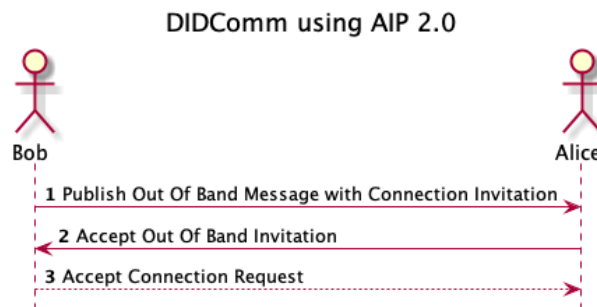 DIDComm using AIP 2.0
Bob
Alice
1 Publish Out Of Band Message with Connection Invitation
2 Accept Out Of Band Invitation
3 Accept Connection Request